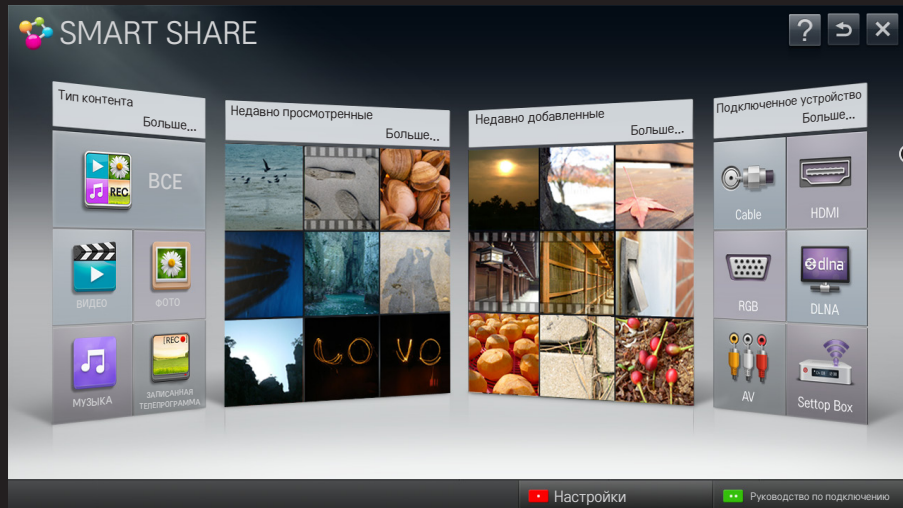 SMART SHARE
?
Тип контента
Больше...
ВСЕ
REC
ВИДЕО
ФОТО
МУЗЫКА
REC
ЗАПИСАННАЯ
ТЕЛЕПРОГРАММА
Недавно просмотренные
Больше...
Недавно добавленные
Больше...
Подключенное устройство
Больше...
Cable
HDMI
RGB
dlna
DLNA
AV
Settop Box
Настройки
Руководство по подключению